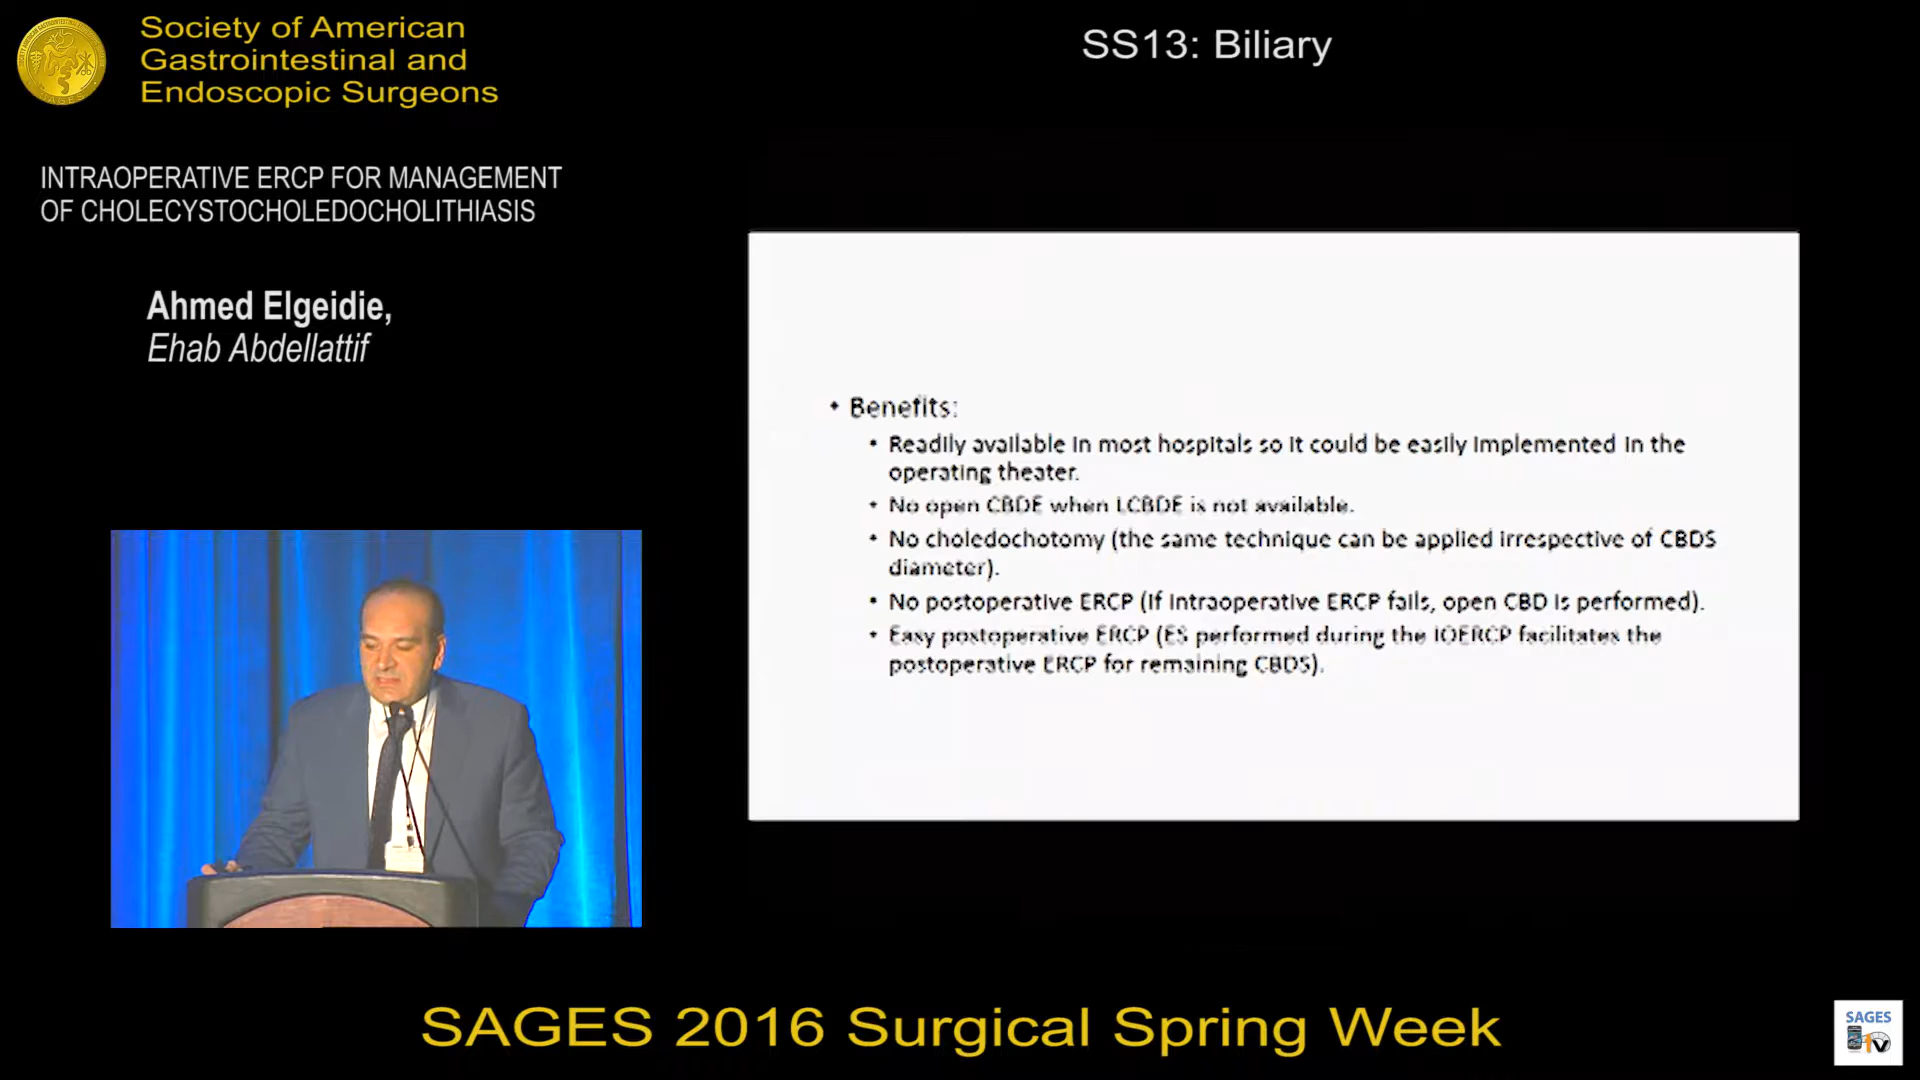 Society of American
Gastrointestinal and
Endoscopic Surgeons
SS13: Biliary
INTRAOPERATIVE ERCP FOR MANAGEMENT
OF CHOLECYSTOCHOLEDOCHOLITHIASIS
Ahmed Elgeidie,
Ehab Abdellattif
• Benefits:
• Readily available in most hospitals so it could be easily implemented in the
operating theater.
• No open CBDE when LCBDE is not available.
• No choledochotomy (the same technique can be applied irrespective of CBDS
diameter).
• No postoperative ERCP (if intraoperative ERCP fails, open CBD is performed).
• Easy postoperative ERCP (ES performed during the IOERCP facilitates the
postoperative ERCP for remaining CBDS).
SAGES 2016 Surgical Spring Week
SAGES
TV